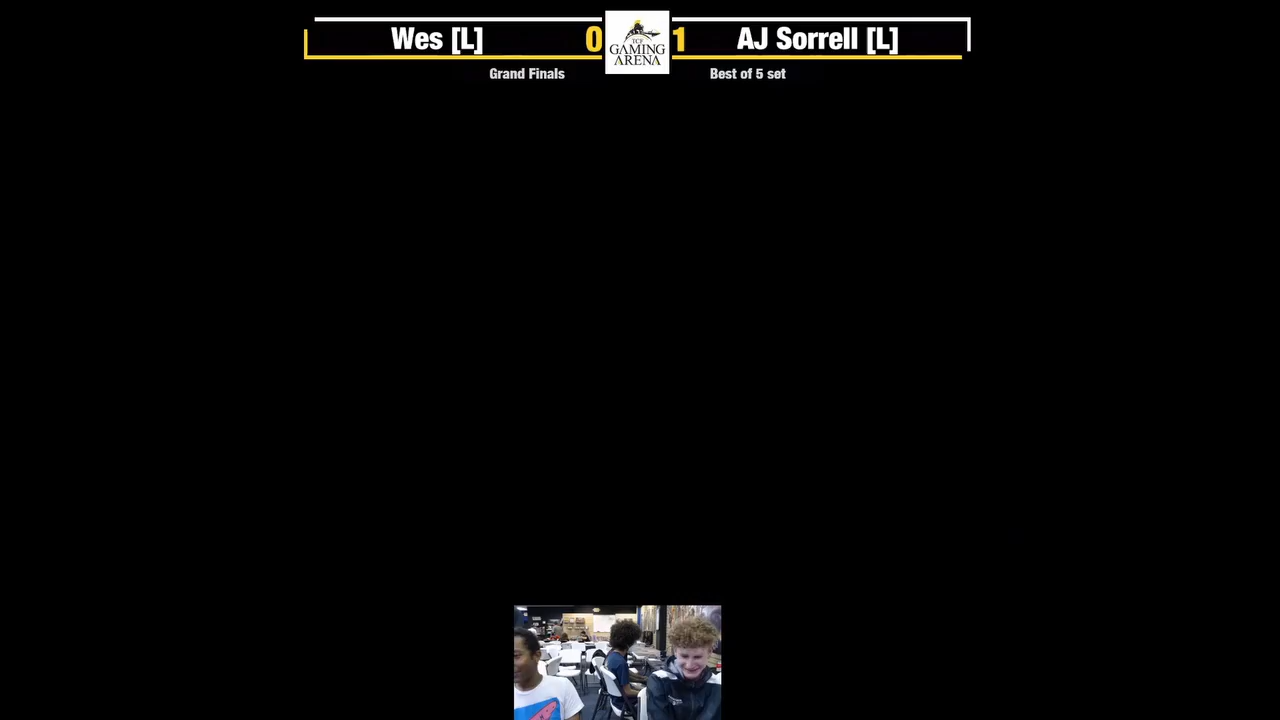 Wes [L] 0 1 AJ Sorrell [L]
TCF
GAMING
ARENA
Grand Finals Best of 5 set